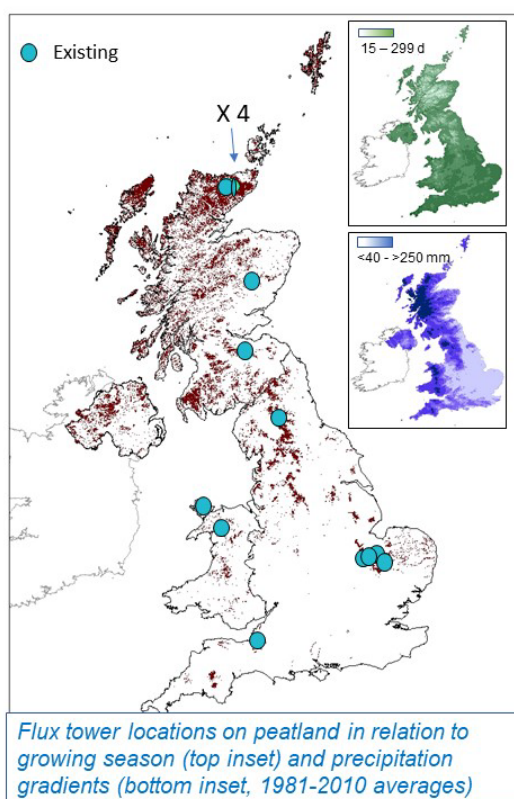 Existing
X 4
15 – 299 d
<40 - >250 mm
Flux tower locations on peatland in relation to
growing season (top inset) and precipitation
gradients (bottom inset, 1981-2010 averages)